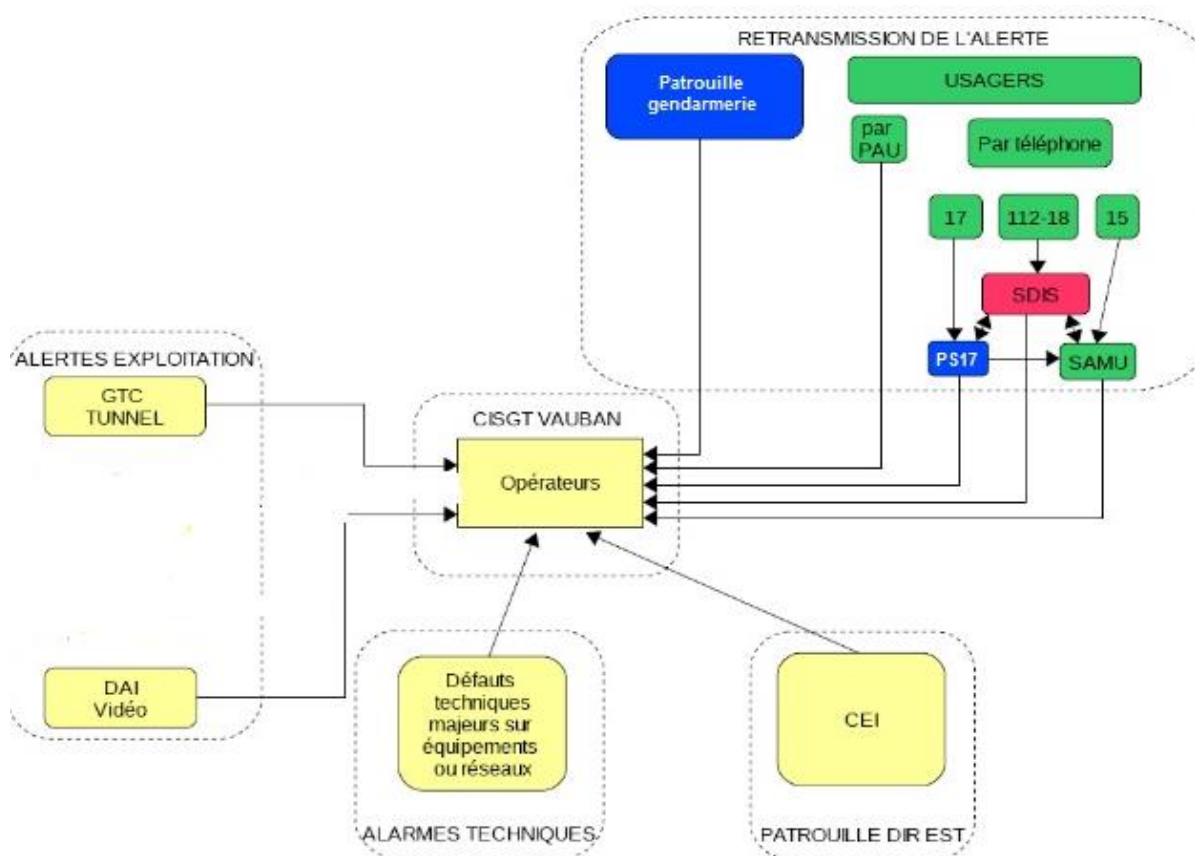 RETRANSMISSION DE L'ALERTE
Patrouille
gendarmerie
USAGERS
par
PAU
Par téléphone
17
112-18
15
SDIS
PS17
SAMU
ALERTES EXPLOITATION
GTC
TUNNEL
CISGT VAUBAN
Opérateurs
DAI
Vidéo
Défauts
techniques
majeurs sur
équipements
ou réseaux
ALARMES TECHNIQUES
CEI
PATROUILLE DIR EST